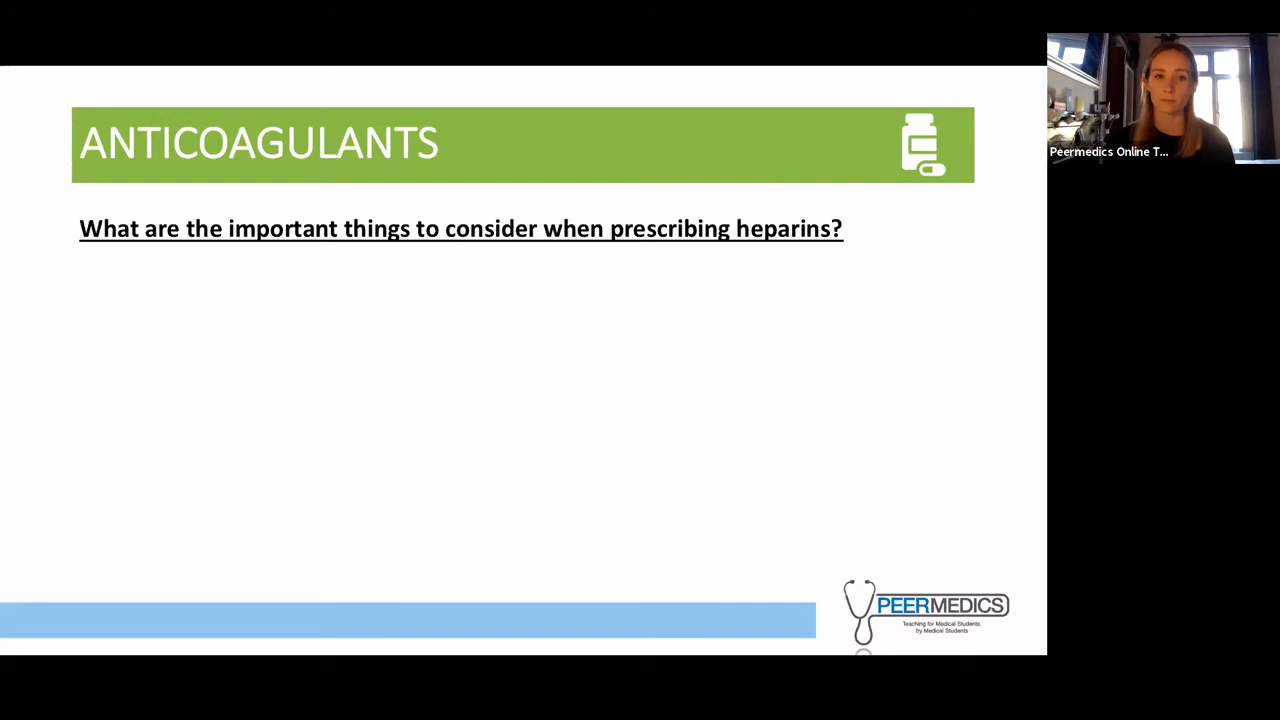 ANTICOAGULANTS
What are the important things to consider when prescribing heparins?
Peermedics Online T...
PEERMEDICS
Teaching for Medical Students,
by Medical Students